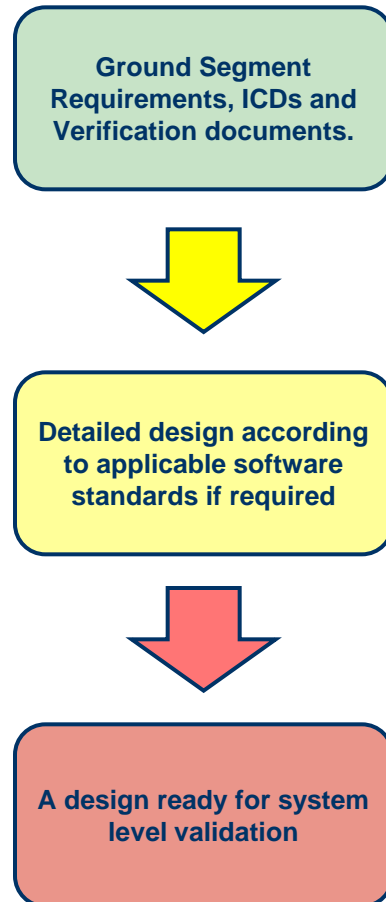 Ground Segment
Requirements, ICDs and
Verification documents.
Detailed design according
to applicable software
standards if required
A design ready for system
level validation